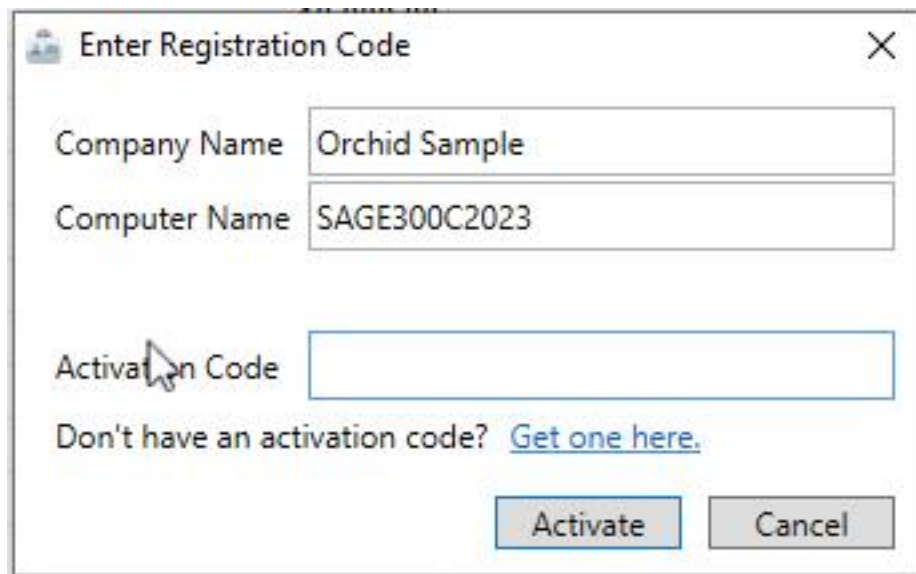 Enter Registration Code
Company Name Orchid Sample
Computer Name SAGE300C2023
Activation Code
Don't have an activation code? Get one here.
Activate Cancel